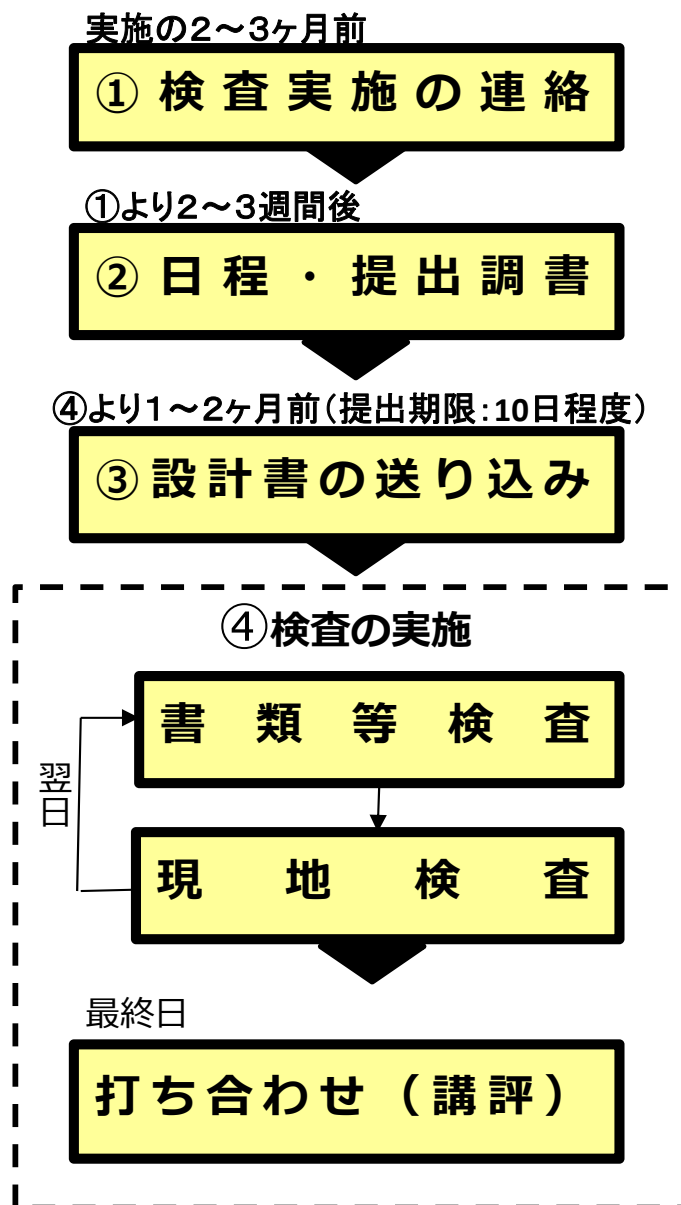 実施の2～3ヶ月前
①検査実施の連絡
①より2～3週間後
②日程・提出調書
④より1～2ヶ月前（提出期限：10日程度）
③設計書の送り込み
④検査の実施
書類等検査
翌日
現地検査
最終日
打ち合わせ（講評）